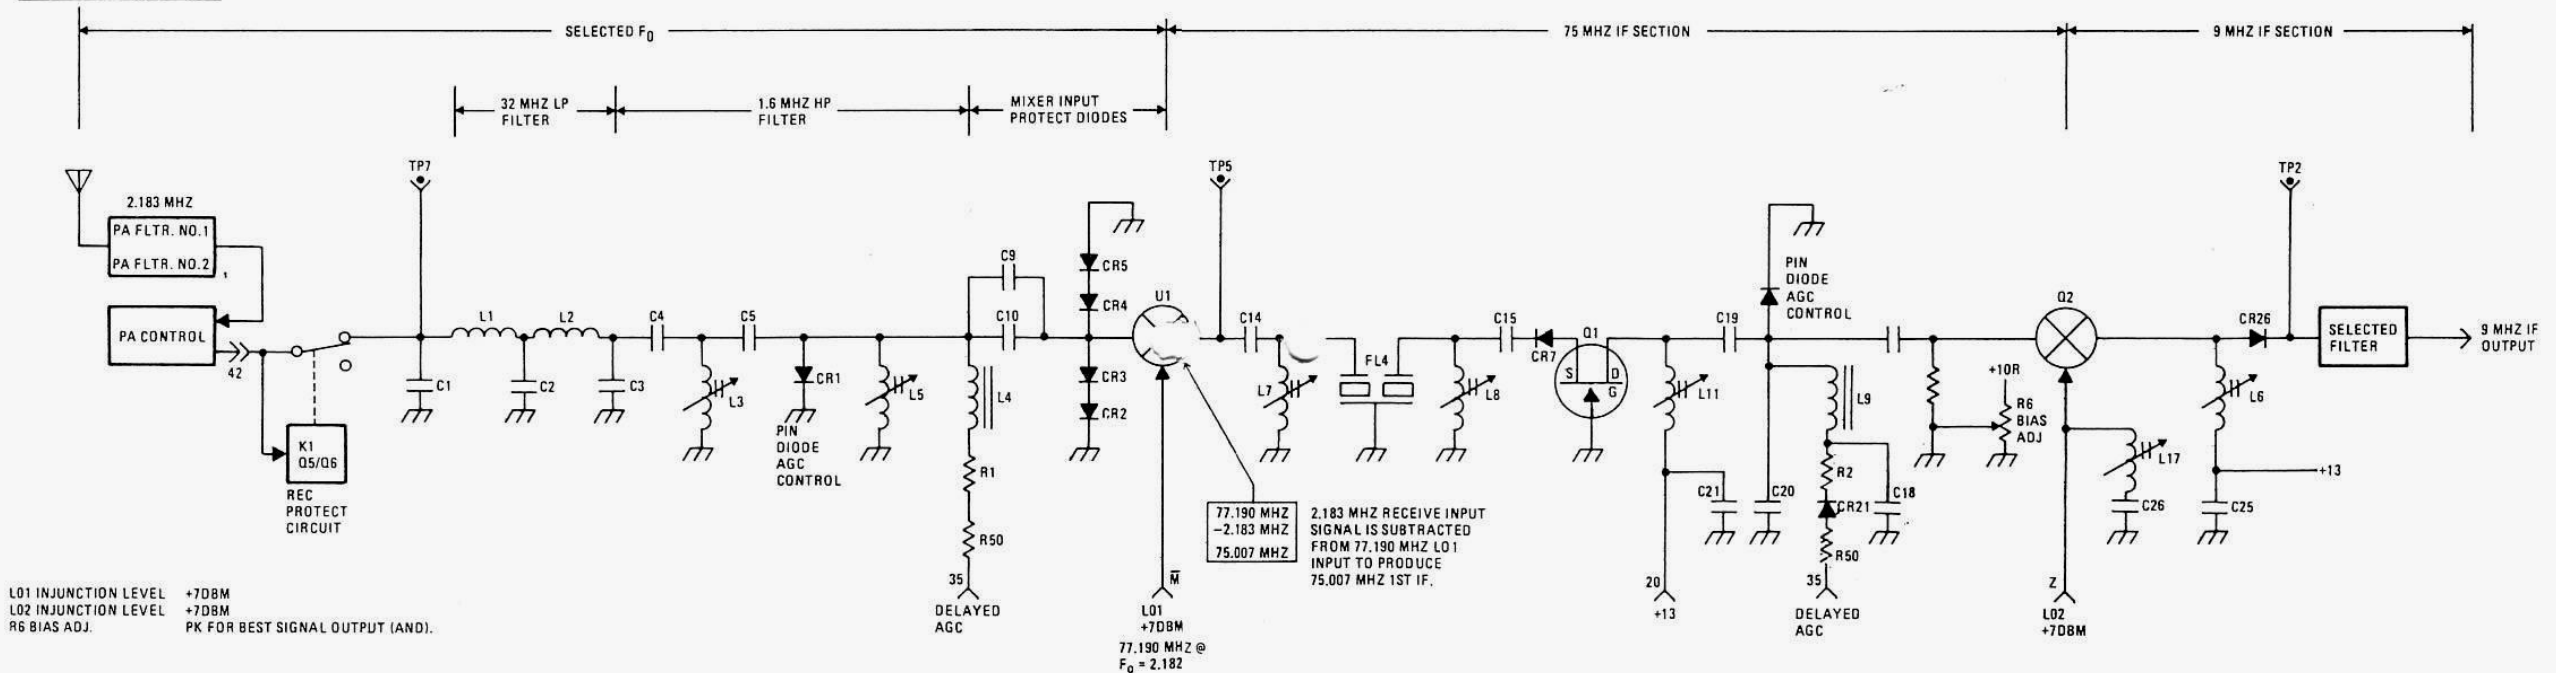 SELECTED F0
75 MHZ IF SECTION
9 MHZ IF SECTION
32 MHZ LP
FILTER
1.6 MHZ HP
FILTER
MIXER INPUT
PROTECT DIODES
TP7
TP5
TP2
2.183 MHZ
PA FLTR. NO.1
PA FLTR. NO.2
PA CONTROL
42
K1
Q5/Q6
REC
PROTECT
CIRCUIT
C1
L1
C2
L2
C3
C4
L3
C5
CR1
PIN
DIODE
AGC
CONTROL
L5
C9
C10
L4
R1
R50
35
DELAYED
AGC
CR5
CR4
CR3
CR2
U1
M
LO1
+7DBM
77.190 MHZ @
F0 = 2.182
77.190 MHZ
-2.183 MHZ
75.007 MHZ
2.183 MHZ RECEIVE INPUT
SIGNAL IS SUBTRACTED
FROM 77.190 MHZ LO1
INPUT TO PRODUCE
75.007 MHZ 1ST IF.
C14
L7
FL4
L8
C15
CR7
Q1
S
D
G
L11
C21
20
+13
C19
PIN
DIODE
AGC
CONTROL
C20
L9
R2
CR21
C18
R50
35
DELAYED
AGC
+10R
R6
BIAS
ADJ
Q2
L17
C26
Z
LO2
+7DBM
L6
+13
C25
CR26
SELECTED
FILTER
9 MHZ IF
OUTPUT
LO1 INJUNCTION LEVEL +7DBM
LO2 INJUNCTION LEVEL +7DBM
R6 BIAS ADJ. PK FOR BEST SIGNAL OUTPUT (AND).